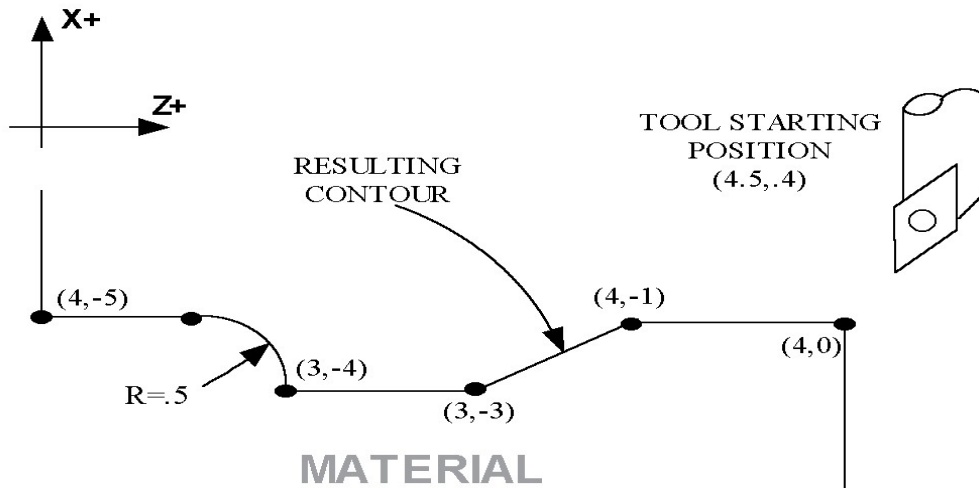 X+
Z+
TOOL STARTING
POSITION
(4.5,.4)
RESULTING
CONTOUR
(4,-5)
(4,-1)
(4,0)
(3,-4)
R=.5
(3,-3)
MATERIAL